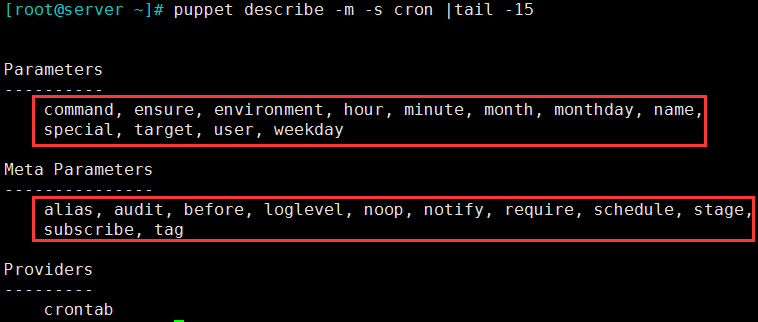 [root@server ~]# puppet describe -m -s cron |tail -15
Parameters
----------
command, ensure, environment, hour, minute, month, monthday, name,
special, target, user, weekday
Meta Parameters
---------------
alias, audit, before, loglevel, noop, notify, require, schedule, stage,
subscribe, tag
Providers
---------
crontab